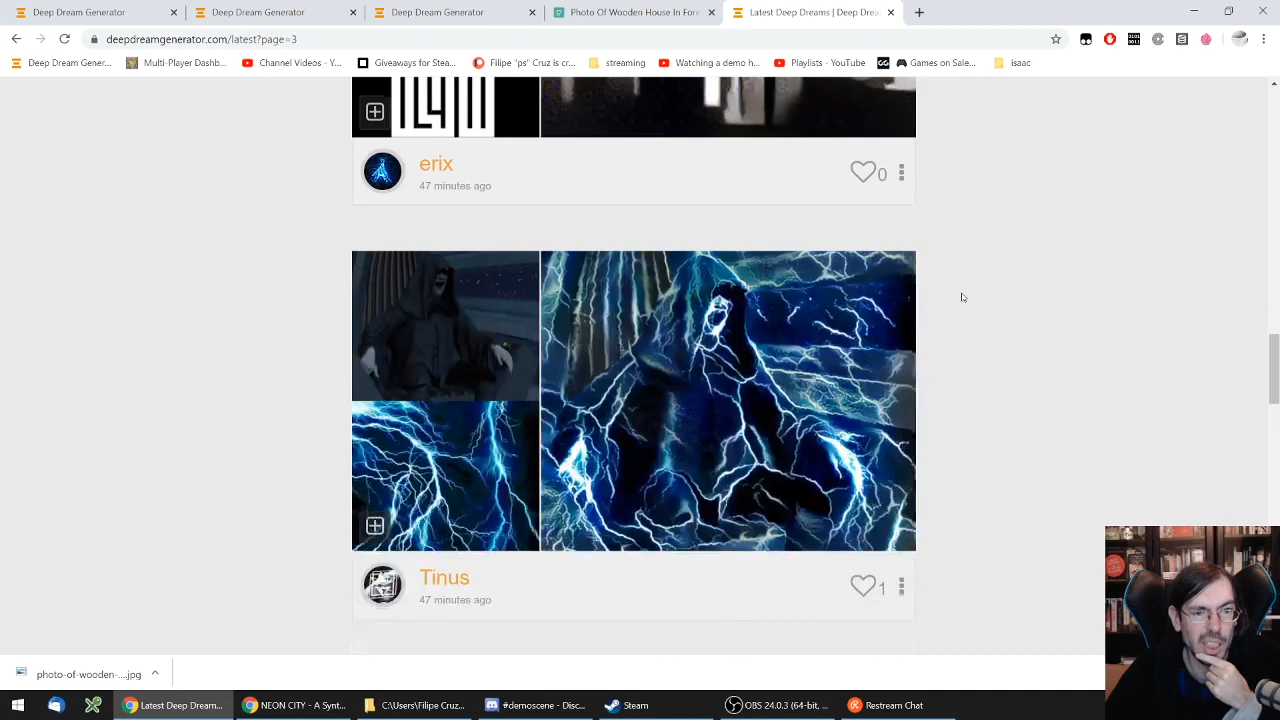 Deep Dream Generator
Deep Dream Generator
Deep Dream Generator
Photo Of Wooden House In Fore
Latest Deep Dreams | Deep Drea
deepdreamgenerator.com/latest?page=3
Deep Dream Gener...
Multi-Player Dashb...
Channel Videos - Y...
Giveaways for Stea...
Filipe "ps" Cruz is cr...
streaming
Watching a demo h...
Playlists - YouTube
GG
Games on Sale...
isaac
erix
47 minutes ago
0
Tinus
47 minutes ago
1
photo-of-wooden-....jpg
Latest Deep Dream...
NEON CITY - A Synt...
C:\Users\Filipe Cruz...
#demoscene - Disc...
Steam
OBS 24.0.3 (64-bit, ...
Restream Chat